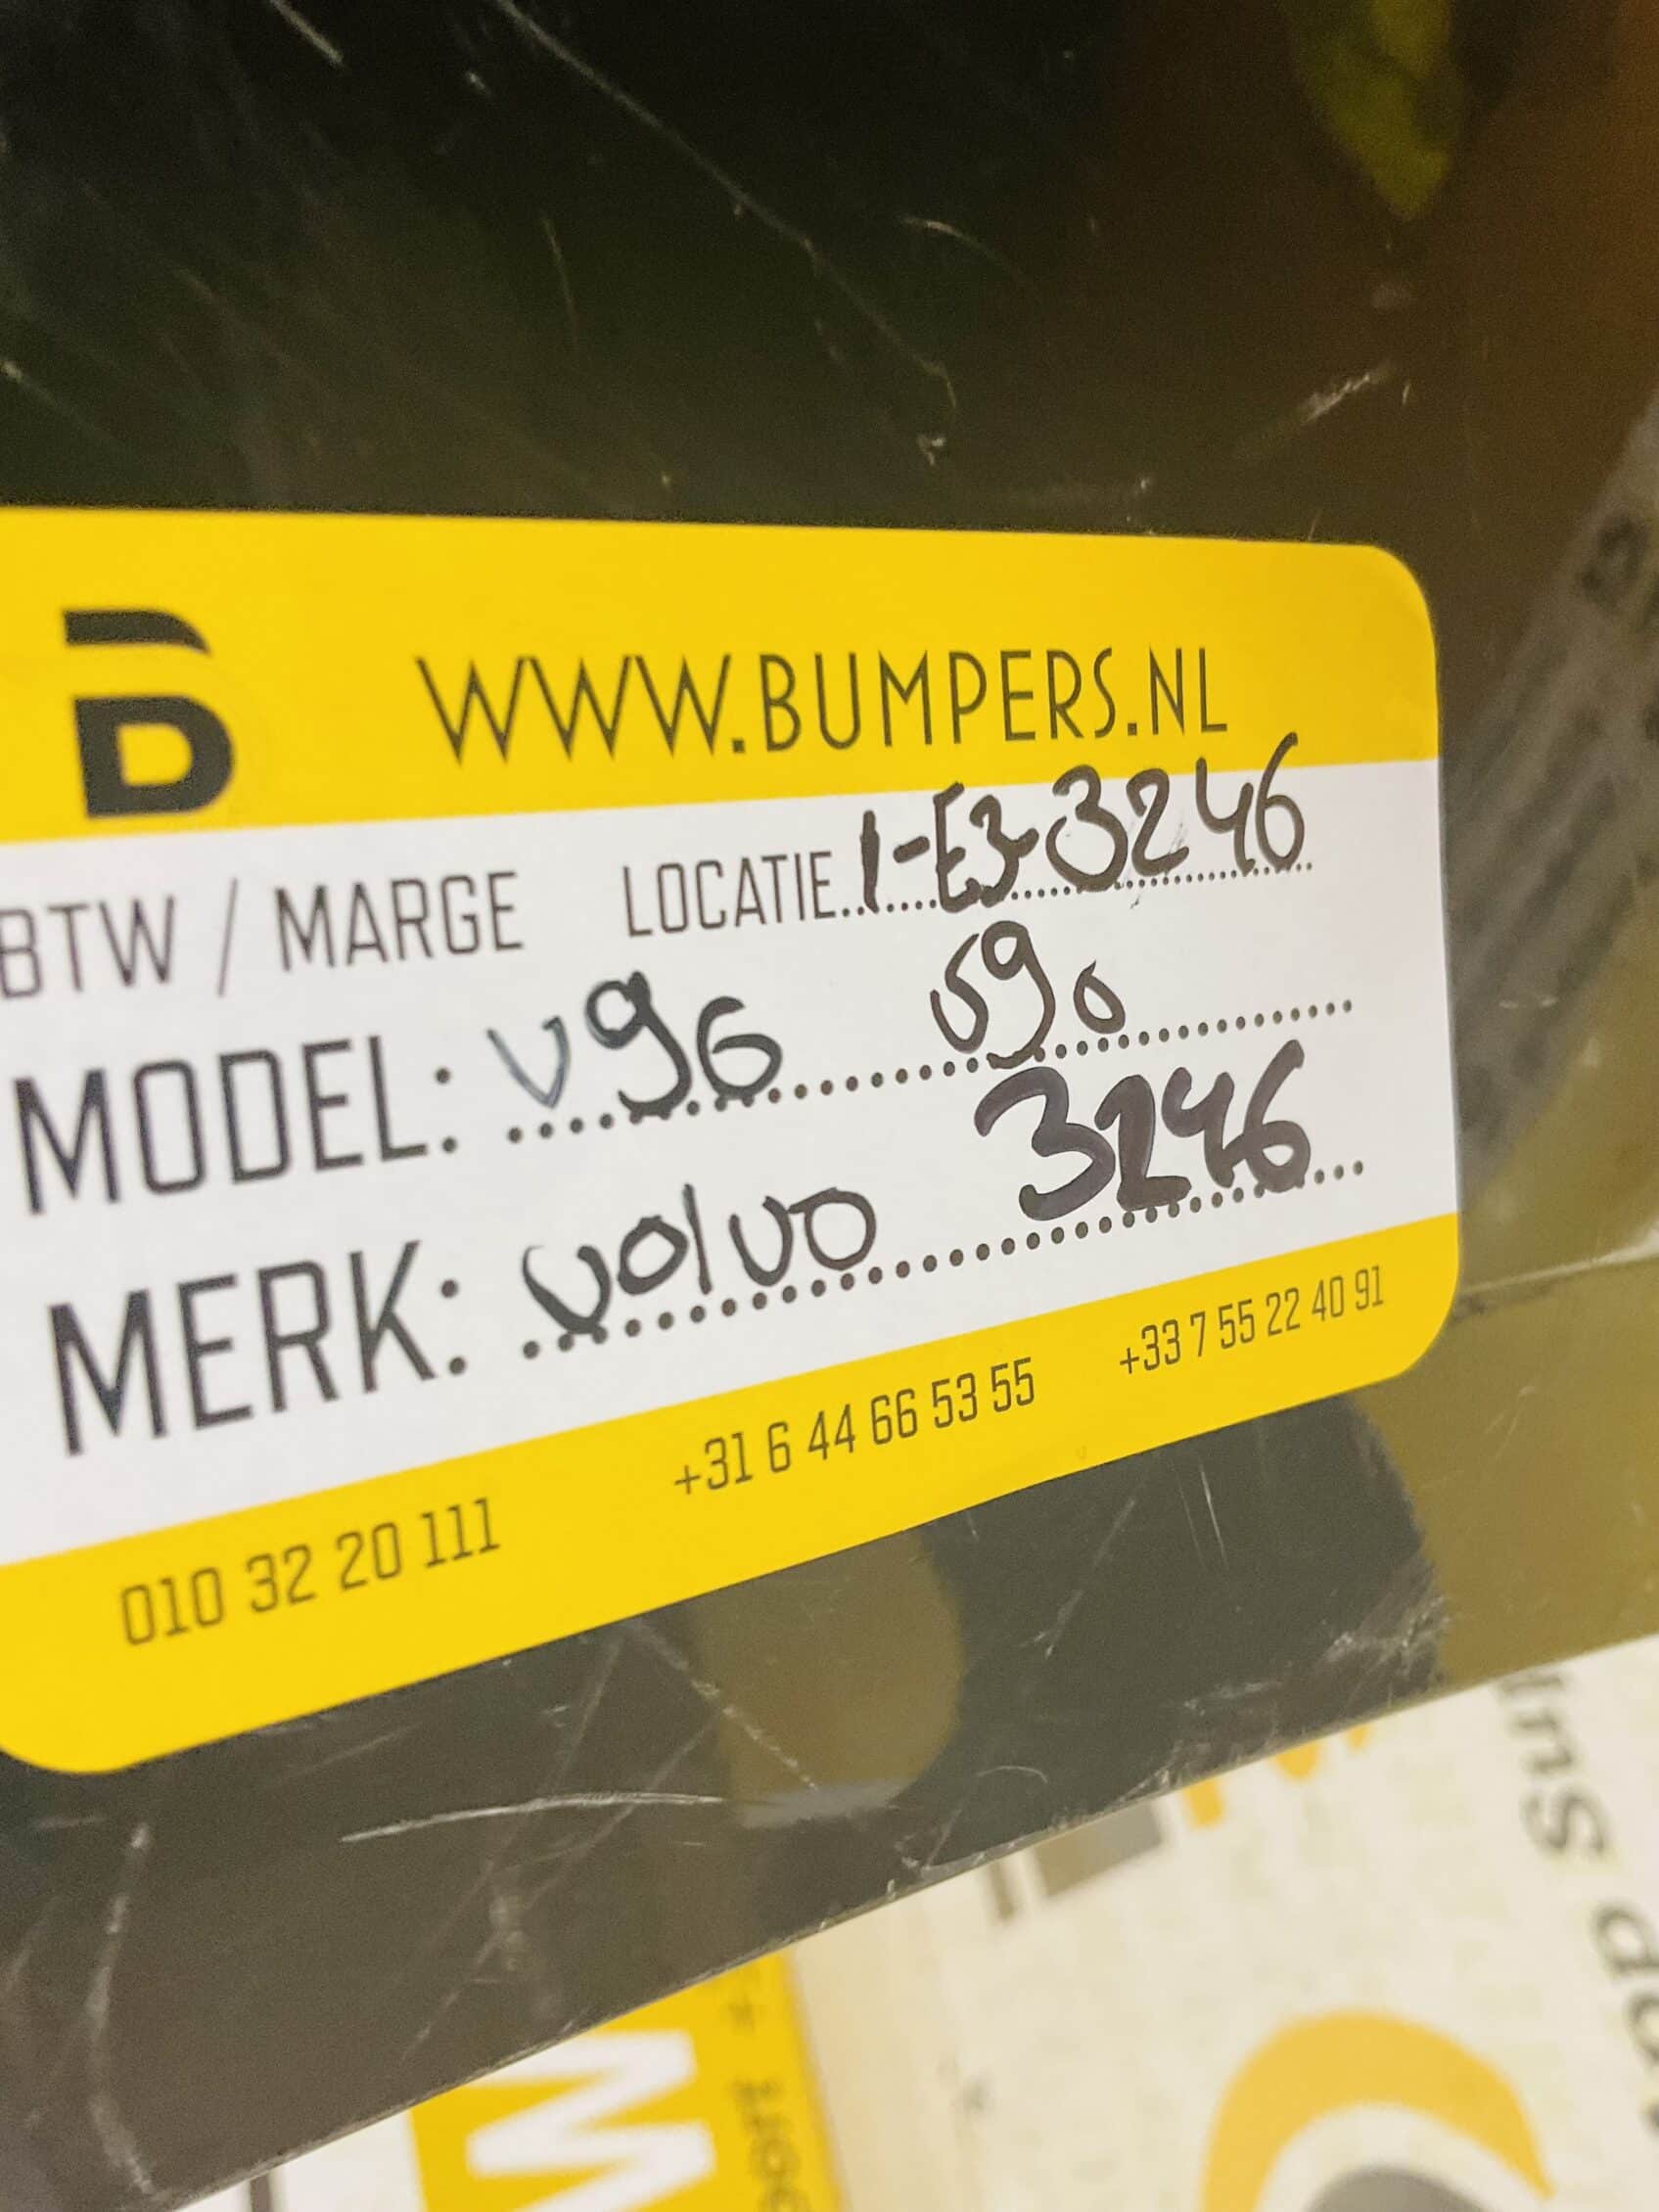 B WWW.BUMPERS.NL
BTW / MARGE LOCATIE 1-E3-3246
MODEL: V90 S90
MERK: volvo 3246
010 32 20 111 +31 6 44 66 53 55 +33 7 55 22 40 91